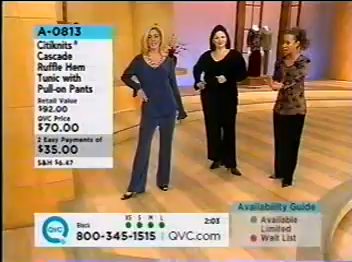 A-0813
Citiknits®
Cascade
Ruffle Hem
Tunic with
Pull-on Pants
Retail Value
$92.00
QVC Price
$70.00
2 Easy Payments of
$35.00
S&H $6.47
Availability Guide
Available
Limited
Wait List
XS S M L
Black
2:03
QVC
800-345-1515 | QVC.com